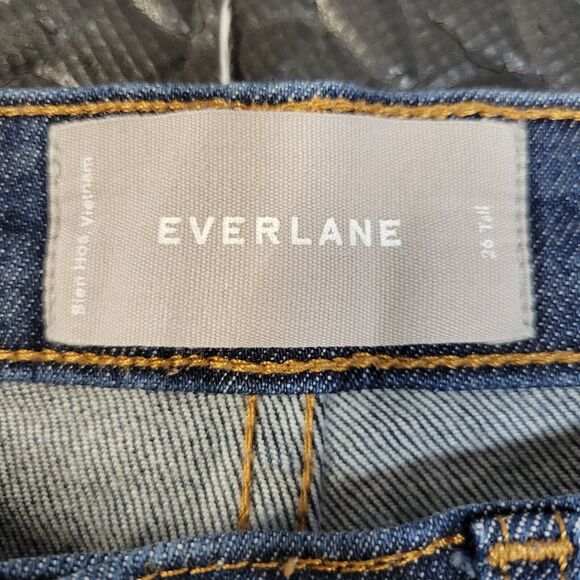 Bien Hoa, Vietnam
EVERLANE
26 Tall